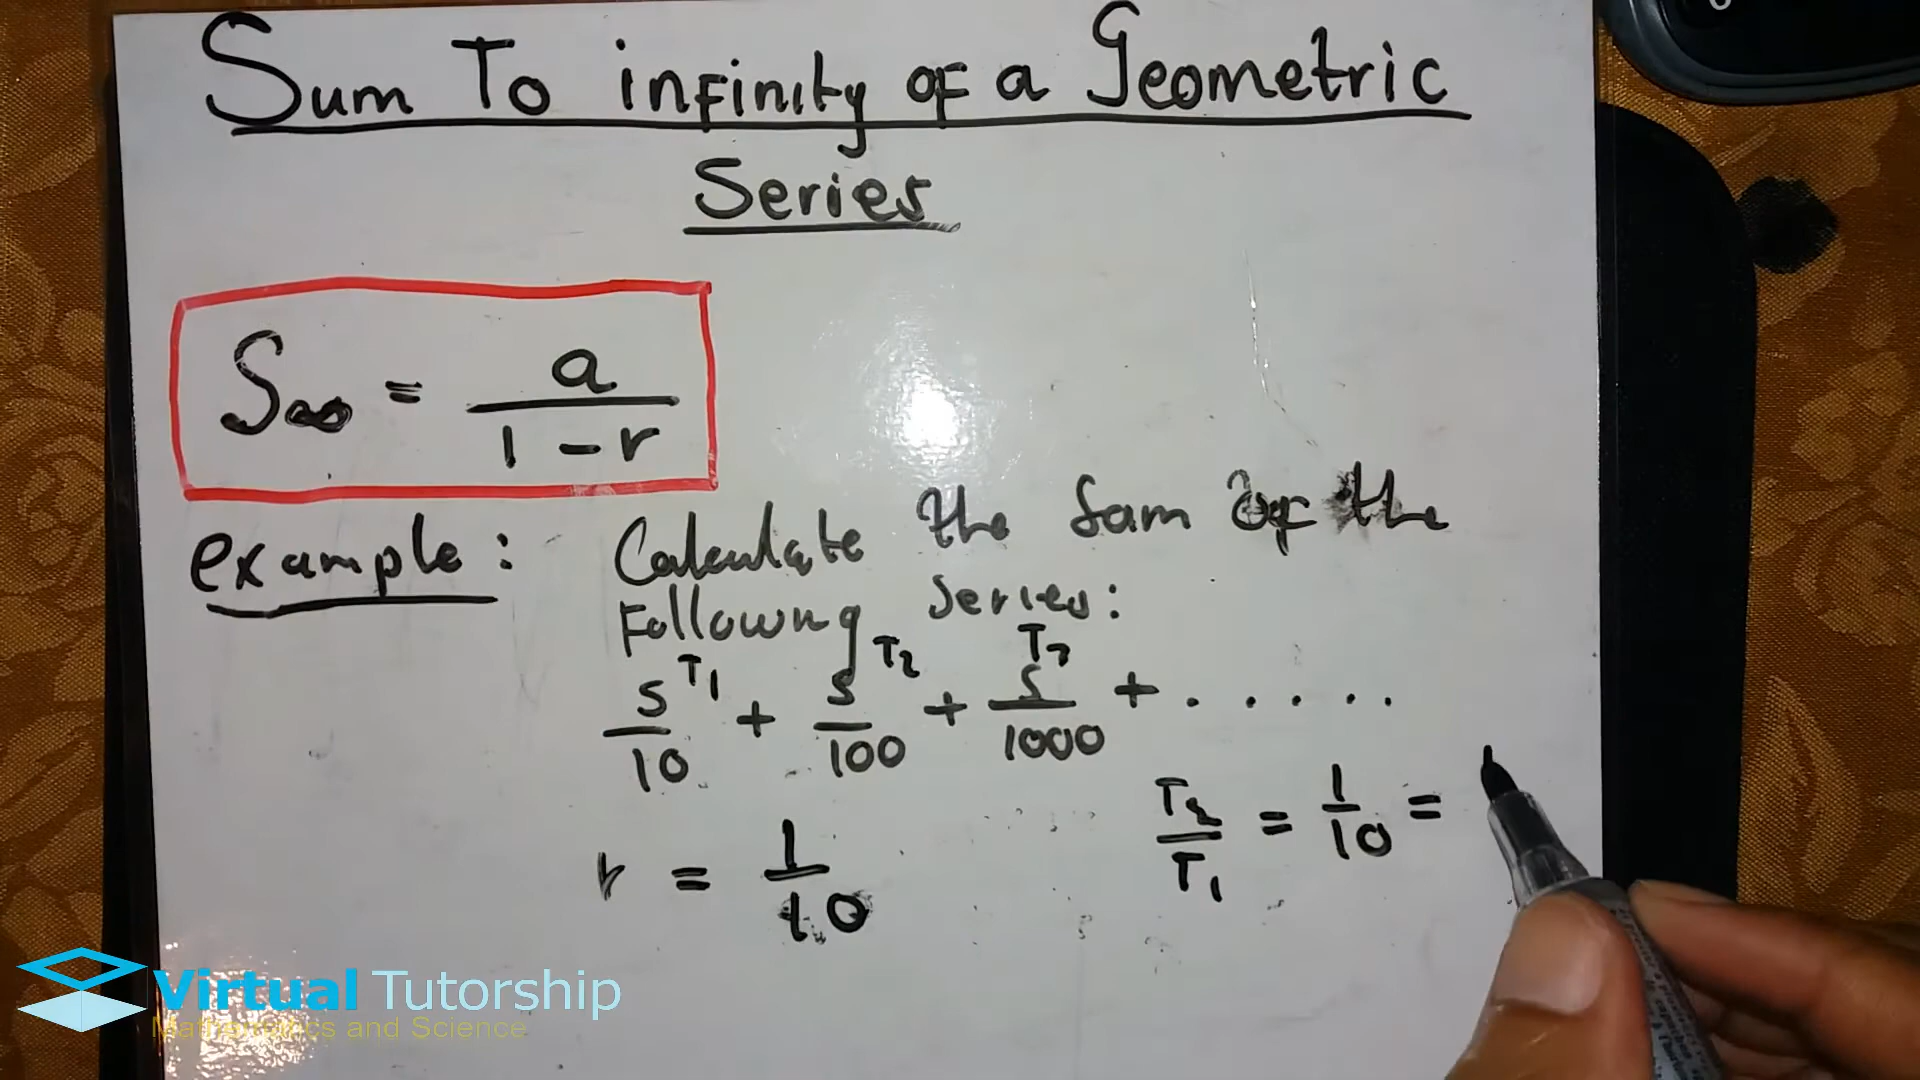 Sum To infinity of a Geometric
Series
S∞ = a / 1 - r
example: Calculate the Sum of the
Following Series:
T1 T2 T3
5/10 + 5/100 + 5/1000 + . . . . .
r = 1/10
T2/T1 = 1/10 =
Virtual Tutorship
Mathematics and Science